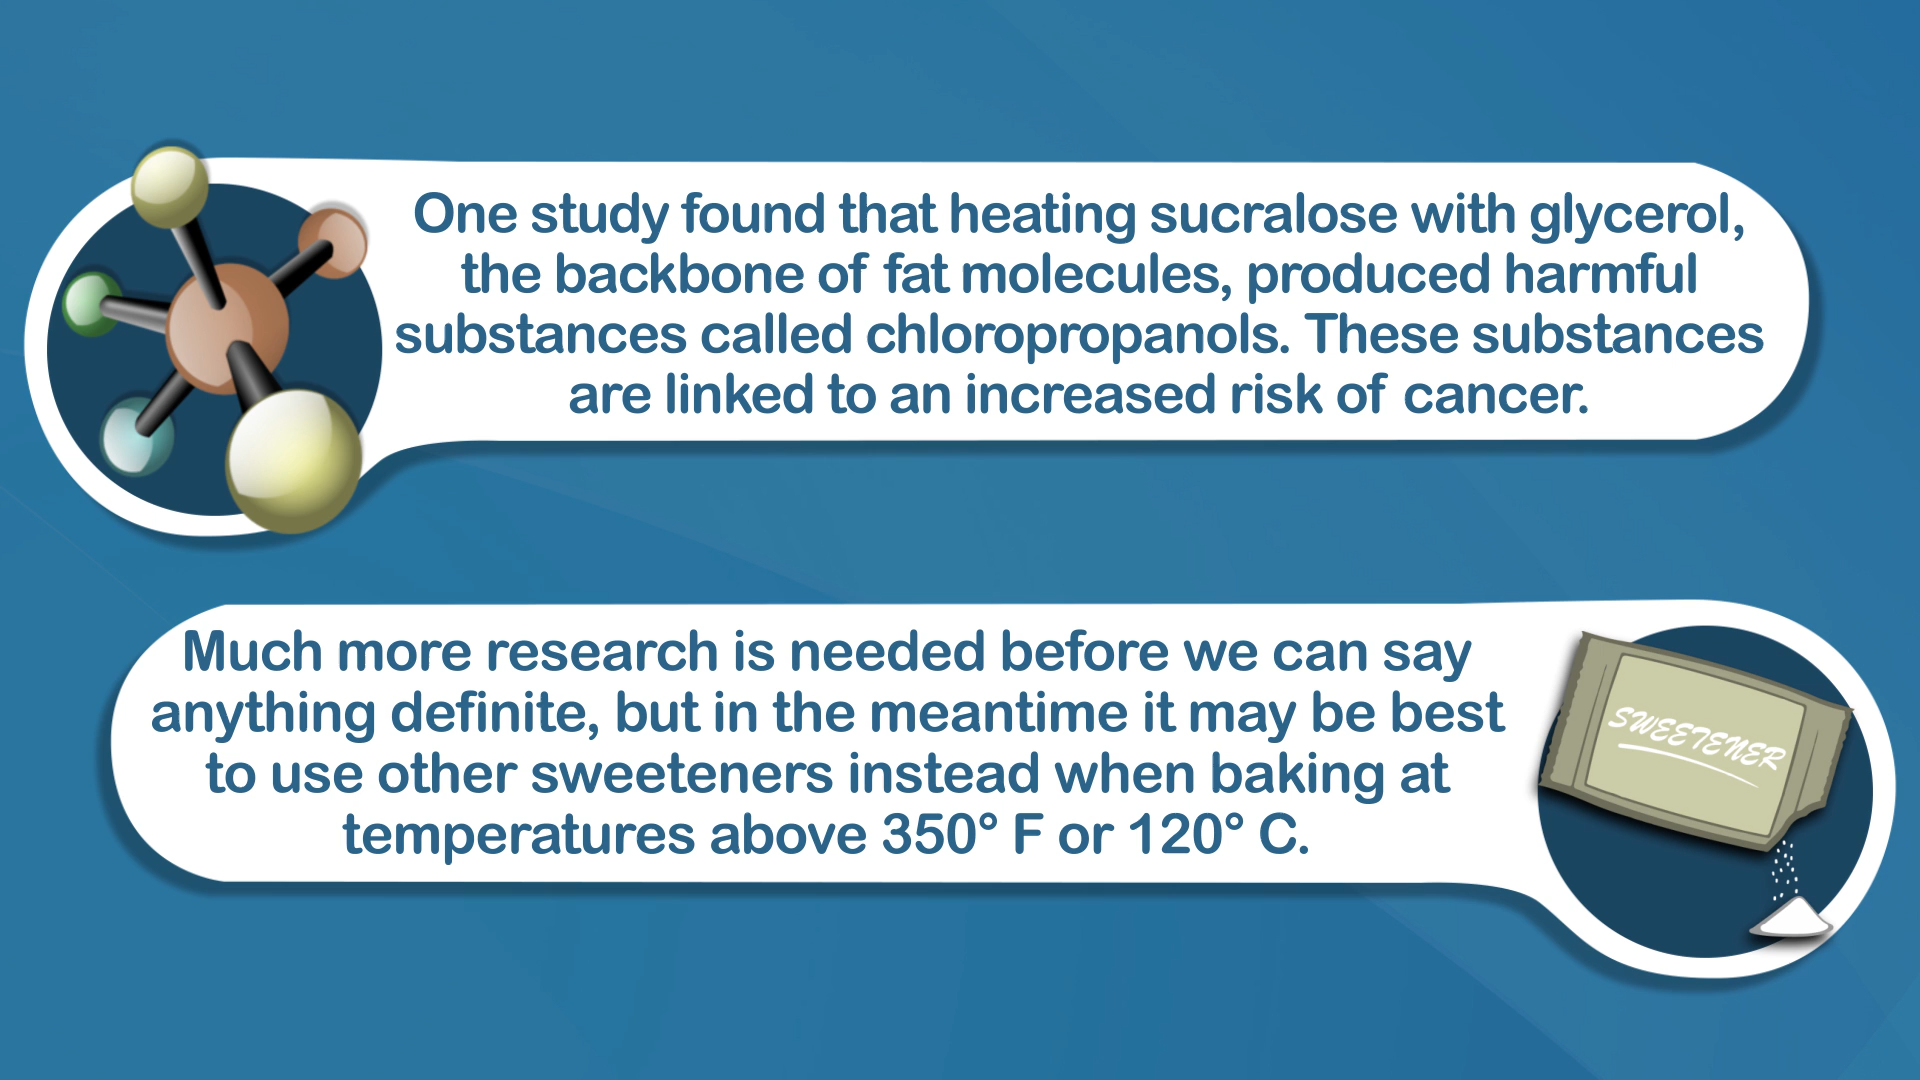 One study found that heating sucralose with glycerol,
the backbone of fat molecules, produced harmful
substances called chloropropanols. These substances
are linked to an increased risk of cancer.
Much more research is needed before we can say
anything definite, but in the meantime it may be best
to use other sweeteners instead when baking at
temperatures above 350° F or 120° C.
SWEETENER